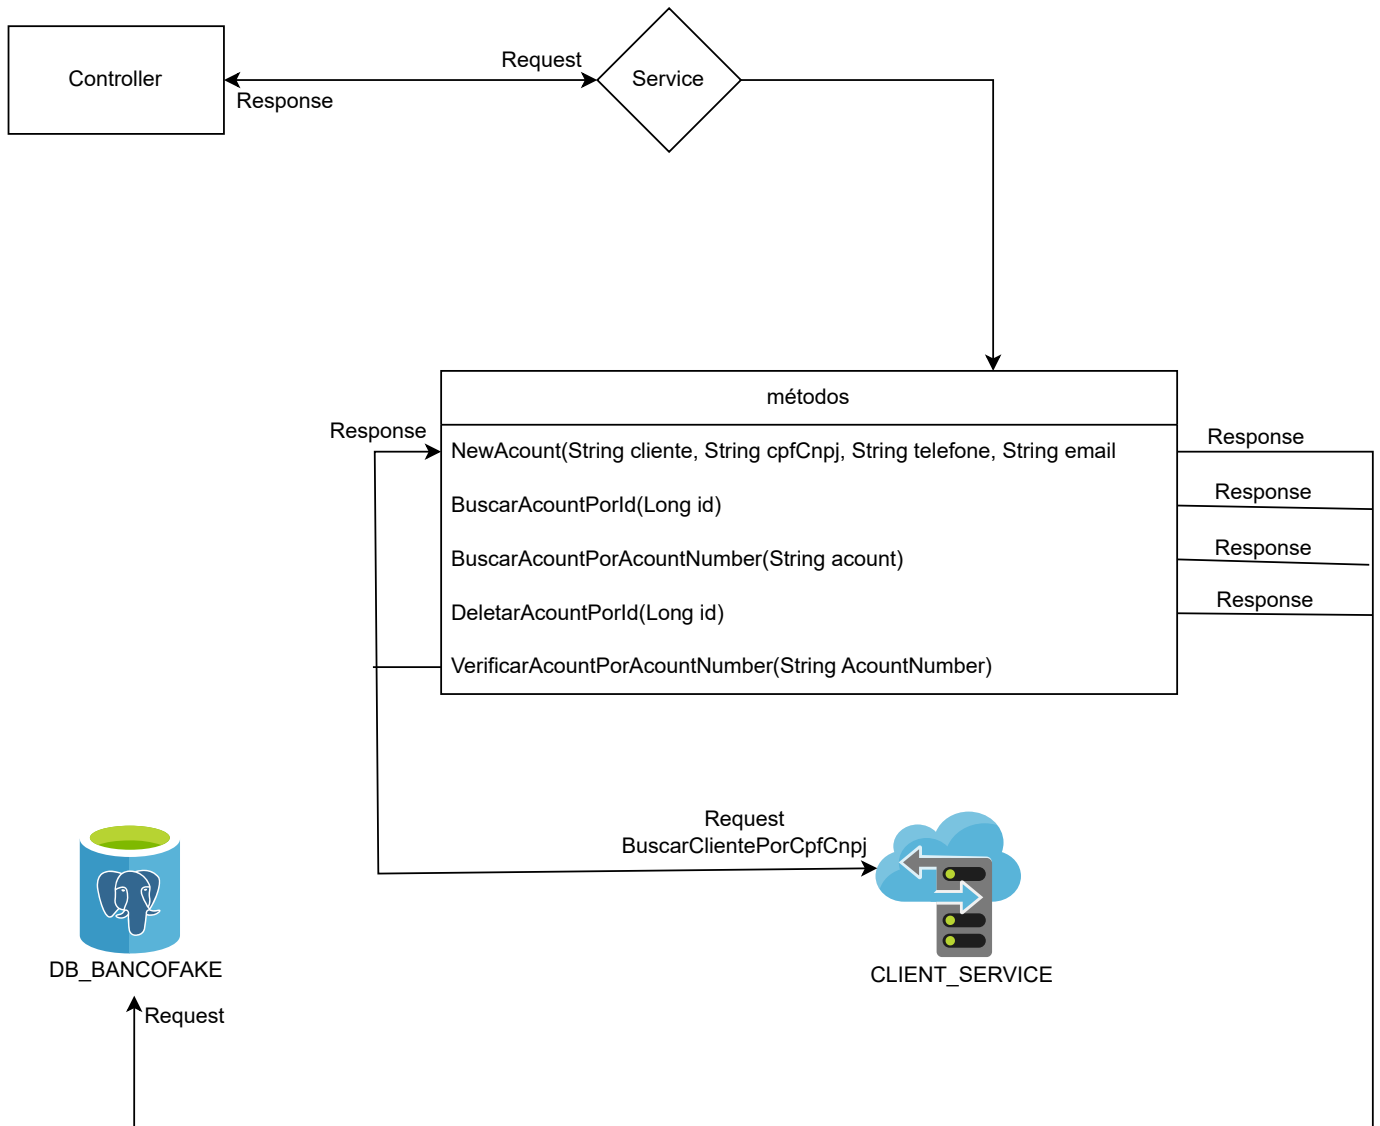 Controller
Request
Response
Service
métodos
Response
NewAcount(String cliente, String cpfCnpj, String telefone, String email
Response
BuscarAcountPorId(Long id)
Response
BuscarAcountPorAcountNumber(String acount)
Response
DeletarAcountPorId(Long id)
Response
VerificarAcountPorAcountNumber(String AcountNumber)
Request
BuscarClientePorCpfCnpj
DB_BANCOFAKE
CLIENT_SERVICE
Request